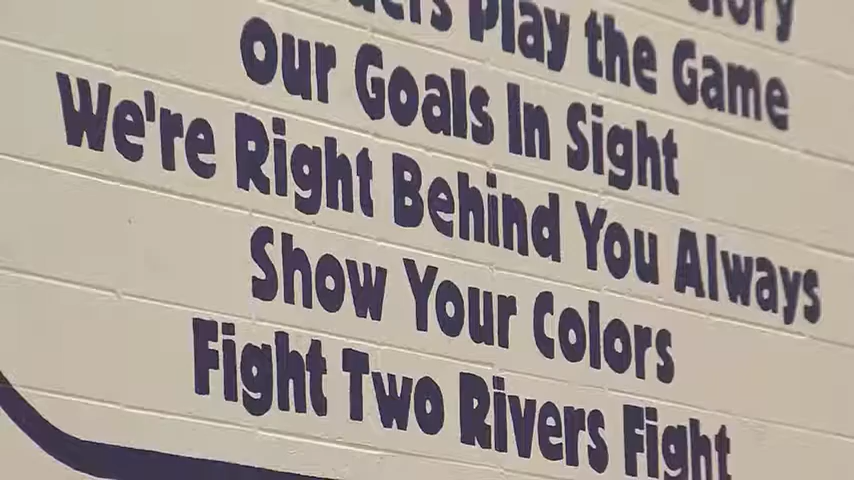 Play the Game
Our Goals In Sight
We're Right Behind You Always
Show Your Colors
Fight Two Rivers Fight